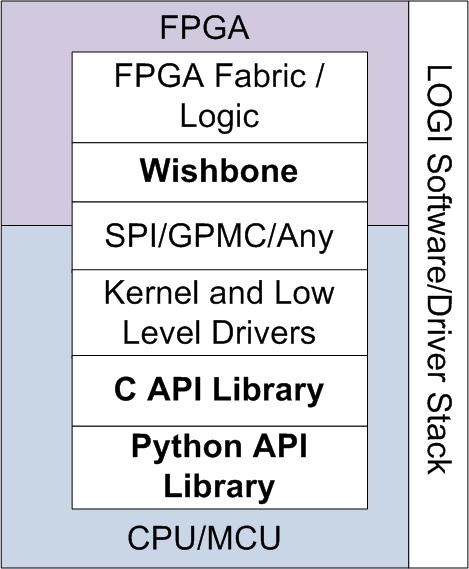 FPGA
FPGA Fabric /
Logic
Wishbone
SPI/GPMC/Any
Kernel and Low
Level Drivers
C API Library
Python API
Library
CPU/MCU
LOGI Software/Driver Stack